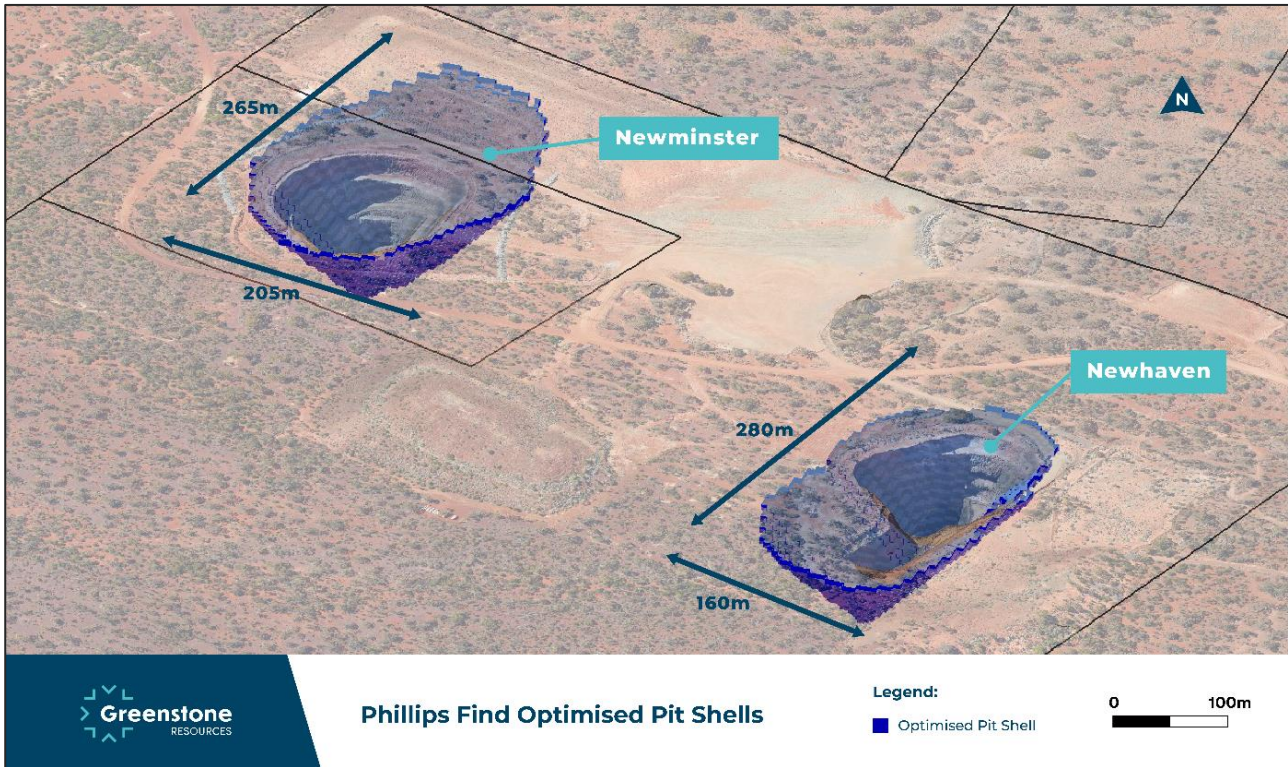 265m
N
Newminster
205m
Newhaven
280m
160m
Greenstone
RESOURCES
Phillips Find Optimised Pit Shells
Legend:
Optimised Pit Shell
0 100m